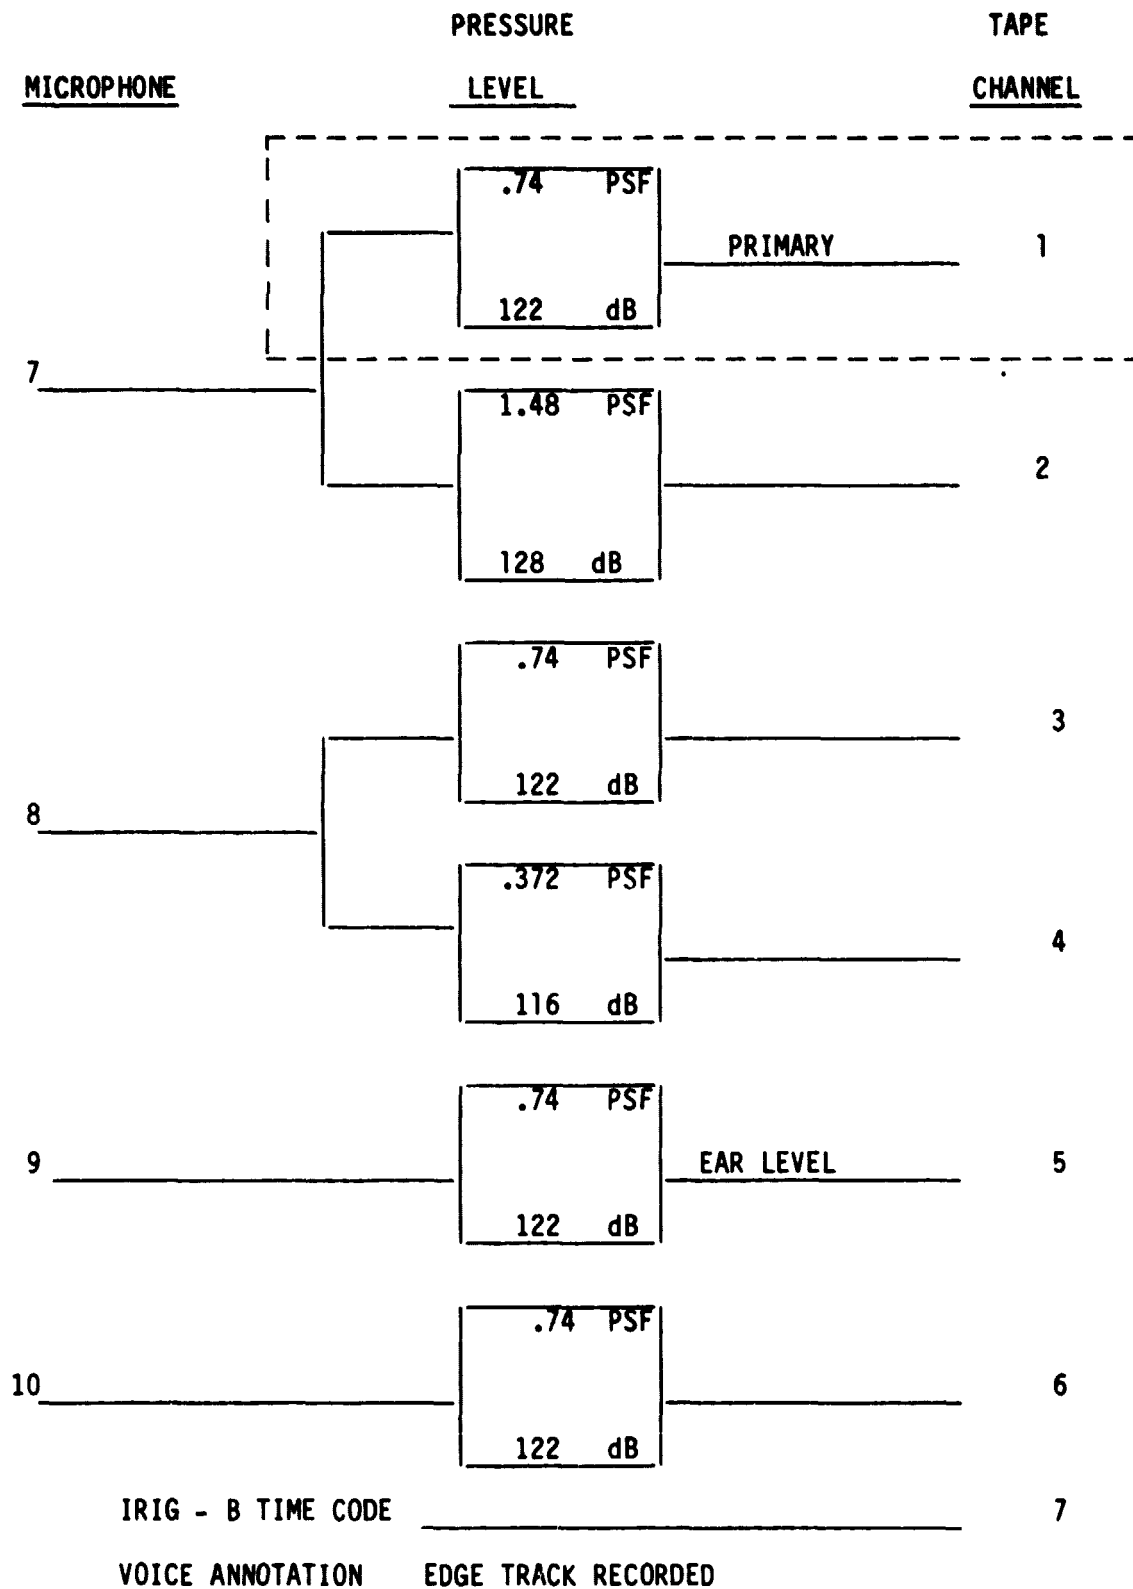 PRESSURE TAPE
MICROPHONE LEVEL CHANNEL
.74 PSF
PRIMARY 1
122 dB
7
1.48 PSF
2
128 dB
.74 PSF
3
122 dB
8
.372 PSF
4
116 dB
.74 PSF
9 EAR LEVEL 5
122 dB
.74 PSF
10 6
122 dB
IRIG - B TIME CODE 7
VOICE ANNOTATION EDGE TRACK RECORDED